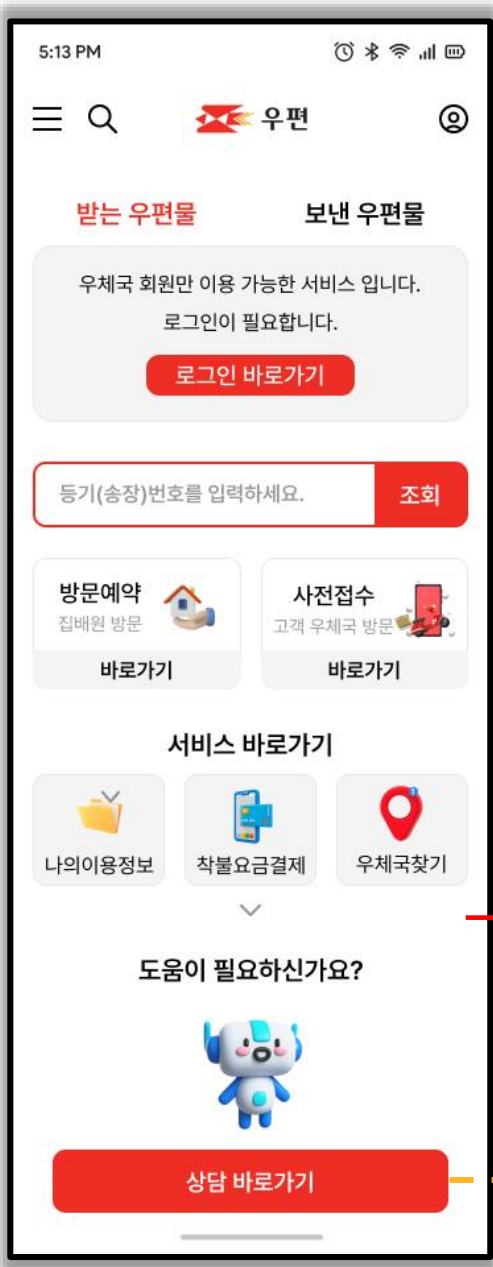 5:13 PM
우편
받는 우편물
보낸 우편물
우체국 회원만 이용 가능한 서비스 입니다.
로그인이 필요합니다.
로그인 바로가기
등기(송장)번호를 입력하세요.
조회
방문예약
집배원 방문
바로가기
사전접수
고객 우체국 방문
바로가기
서비스 바로가기
나의이용정보
착불요금결제
우체국찾기
도움이 필요하신가요?
상담 바로가기